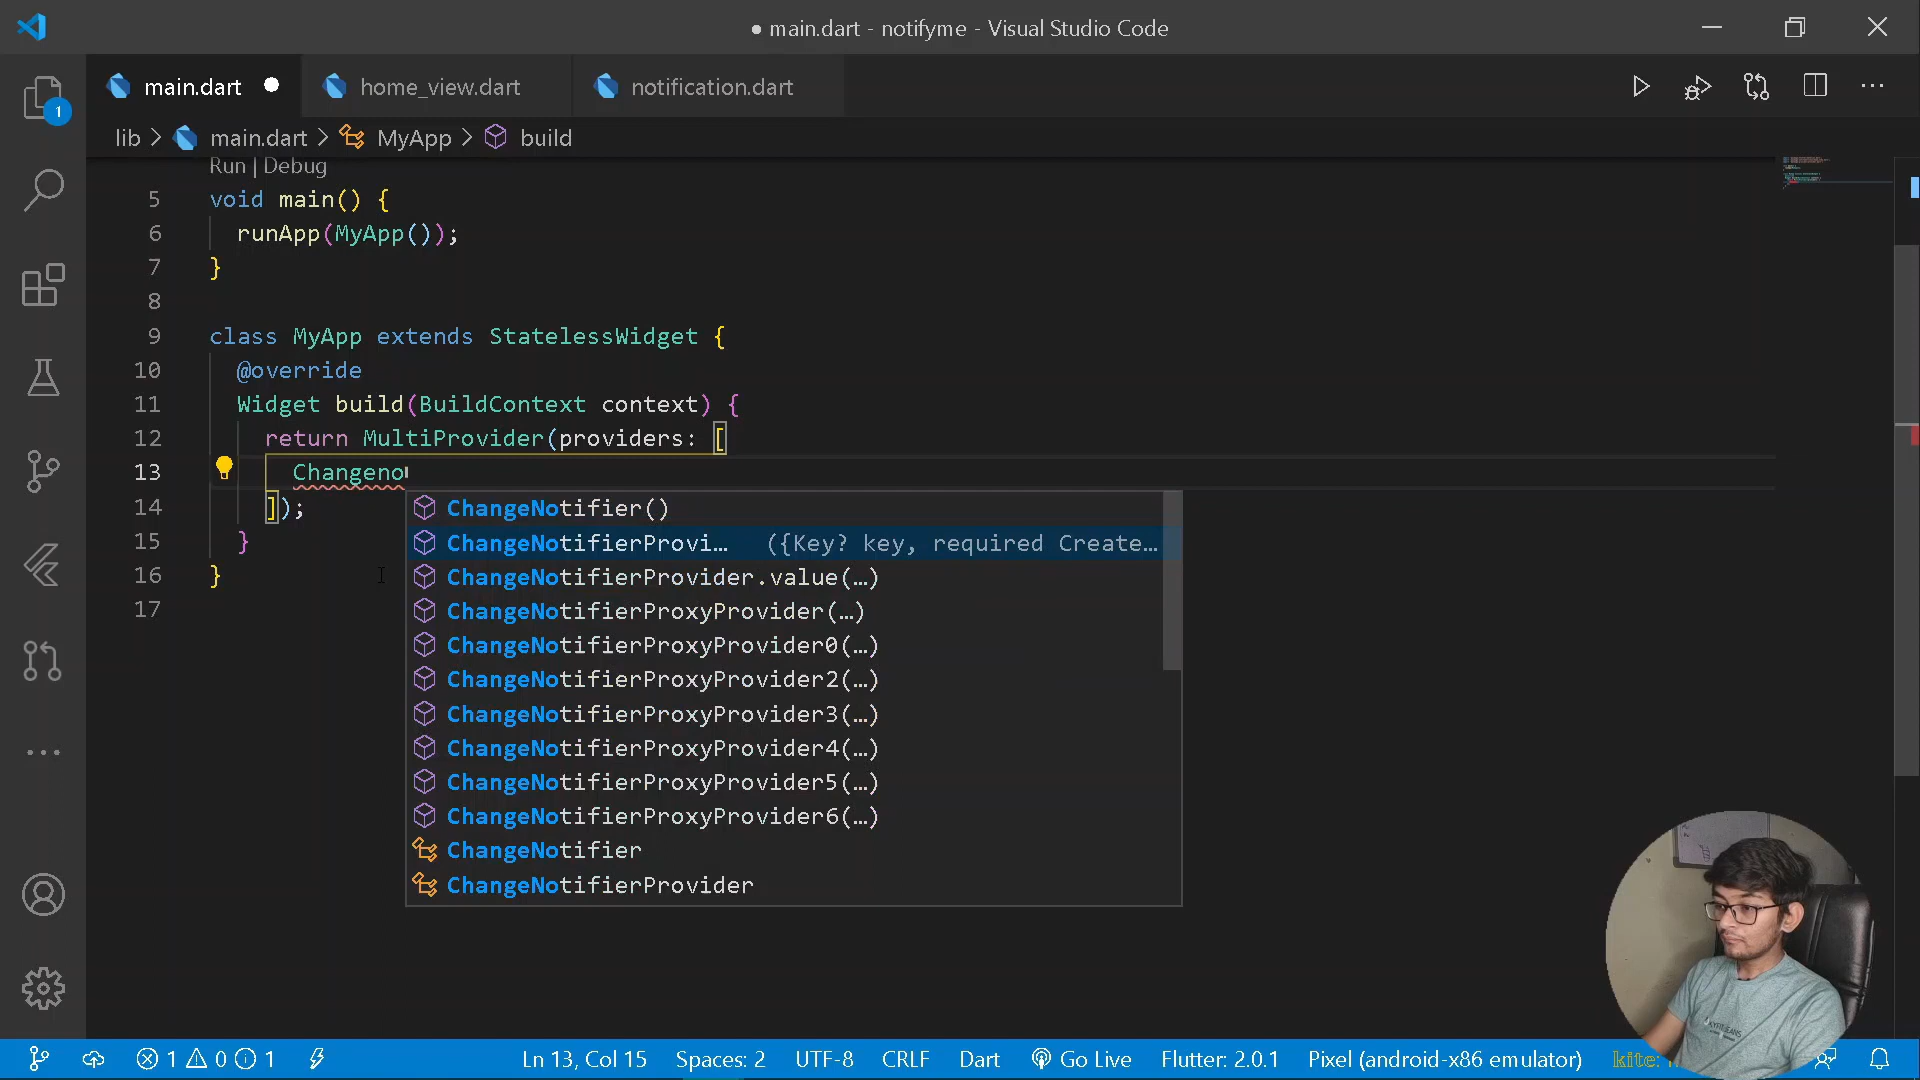 ● main.dart - notifyme - Visual Studio Code
main.dart
home_view.dart
notification.dart
1
lib > main.dart > MyApp > build
Run | Debug
5 void main() {
6 runApp(MyApp());
7 }
8
9 class MyApp extends StatelessWidget {
10 @override
11 Widget build(BuildContext context) {
12 return MultiProvider(providers: [
13 Changeno
14 ]);
15 }
16 }
17
ChangeNotifier()
ChangeNotifierProvi… ({Key? key, required Create…
ChangeNotifierProvider.value(…)
ChangeNotifierProxyProvider(…)
ChangeNotifierProxyProvider0(…)
ChangeNotifierProxyProvider2(…)
ChangeNotifierProxyProvider3(…)
ChangeNotifierProxyProvider4(…)
ChangeNotifierProxyProvider5(…)
ChangeNotifierProxyProvider6(…)
ChangeNotifier
ChangeNotifierProvider
1 0 1 Ln 13, Col 15 Spaces: 2 UTF-8 CRLF Dart Go Live Flutter: 2.0.1 Pixel (android-x86 emulator) kite: